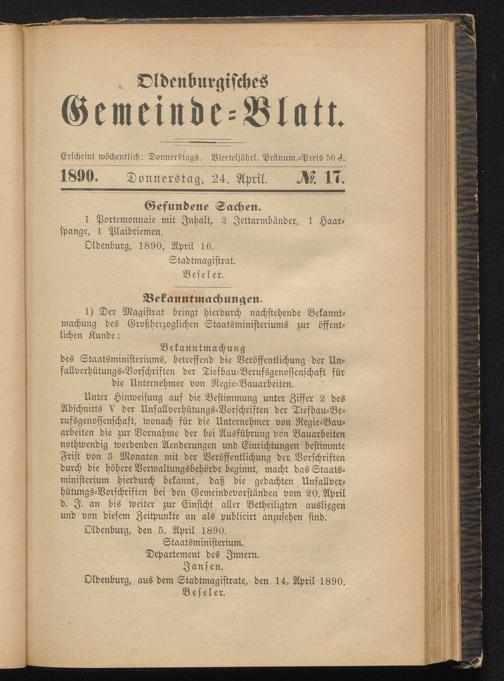 Oldenburgisches
Gemeinde-Blatt.
Erscheint wöchentlich: Donnerstags. Vierteljährl. Pränum.-Preis 50 ₰.
1890. Donnerstag, 24. April. №. 17.
Gefundene Sachen.
1 Portemonnaie mit Inhalt, 2 Jettarmbänder, 1 Haar-
spange, 1 Plaidriemen.
Oldenburg, 1890, April 16.
Stadtmagistrat.
Beseler.
Bekanntmachungen.
1) Der Magistrat bringt hierdurch nachstehende Bekannt-
machung des Großherzoglichen Staatsministeriums zur öffent-
lichen Kunde:
Bekanntmachung
des Staatsministeriums, betreffend die Veröffentlichung der Un-
fallverhütungs-Vorschriften der Tiefbau-Berufsgenossenschaft für
die Unternehmer von Regie-Bauarbeiten.
Unter Hinweisung auf die Bestimmung unter Ziffer 2 des
Abschnitts V der Unfallverhütungs-Vorschriften der Tiefbau-Be-
rufsgenossenschaft, wonach für die Unternehmer von Regie-Bau-
arbeiten die zur Vornahme der bei Ausführung von Bauarbeiten
nothwendig werdenden Aenderungen und Einrichtungen bestimmte
Frist von 3 Monaten mit der Veröffentlichung der Vorschriften
durch die höhere Verwaltungsbehörde beginnt, macht das Staats-
ministerium hierdurch bekannt, daß die gedachten Unfallver-
hütungs-Vorschriften bei den Gemeindevorständen vom 20. April
d. J. an bis weiter zur Einsicht aller Betheiligten ausliegen
und von diesem Zeitpunkte an als publicirt anzusehen sind.
Oldenburg, den 5. April 1890.
Staatsministerium.
Departement des Innern.
Jansen.
Oldenburg, aus dem Stadtmagistrate, den 14. April 1890.
Beseler.